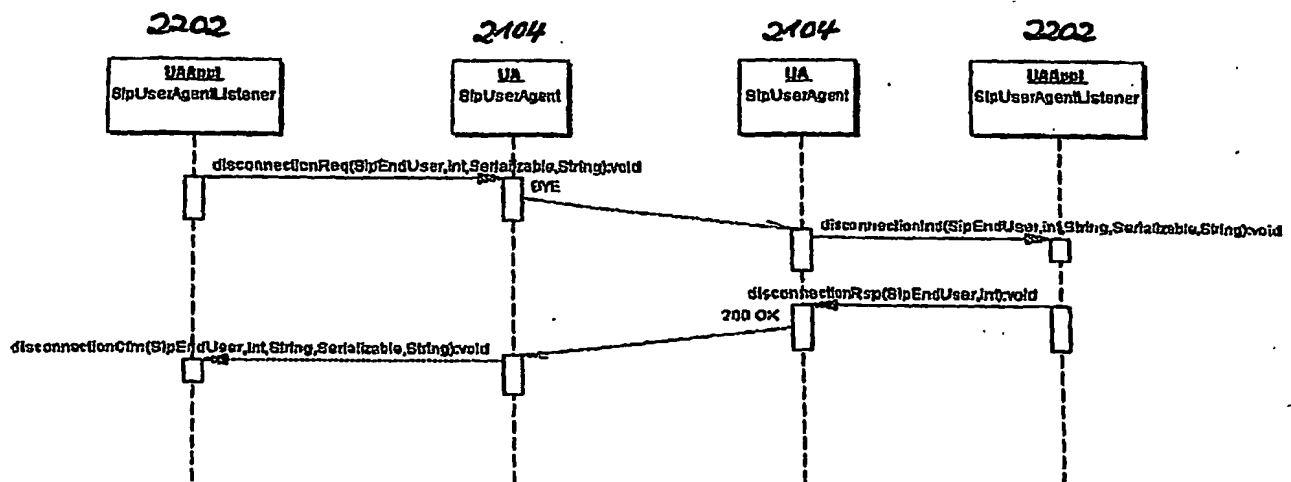 2202 2104 2104 2202
UAAppl UA UA UAAppl
SipUserAgentListener SipUserAgent SipUserAgent SipUserAgentListener
disconnectionReq(SipEndUser,int,Serializable,String):void
BYE
disconnectionInd(SipEndUser,int,String,Serializable,String):void
disconnectionRsp(SipEndUser,int):void
200 OK
disconnectionCfm(SipEndUser,int,String,Serializable,String):void